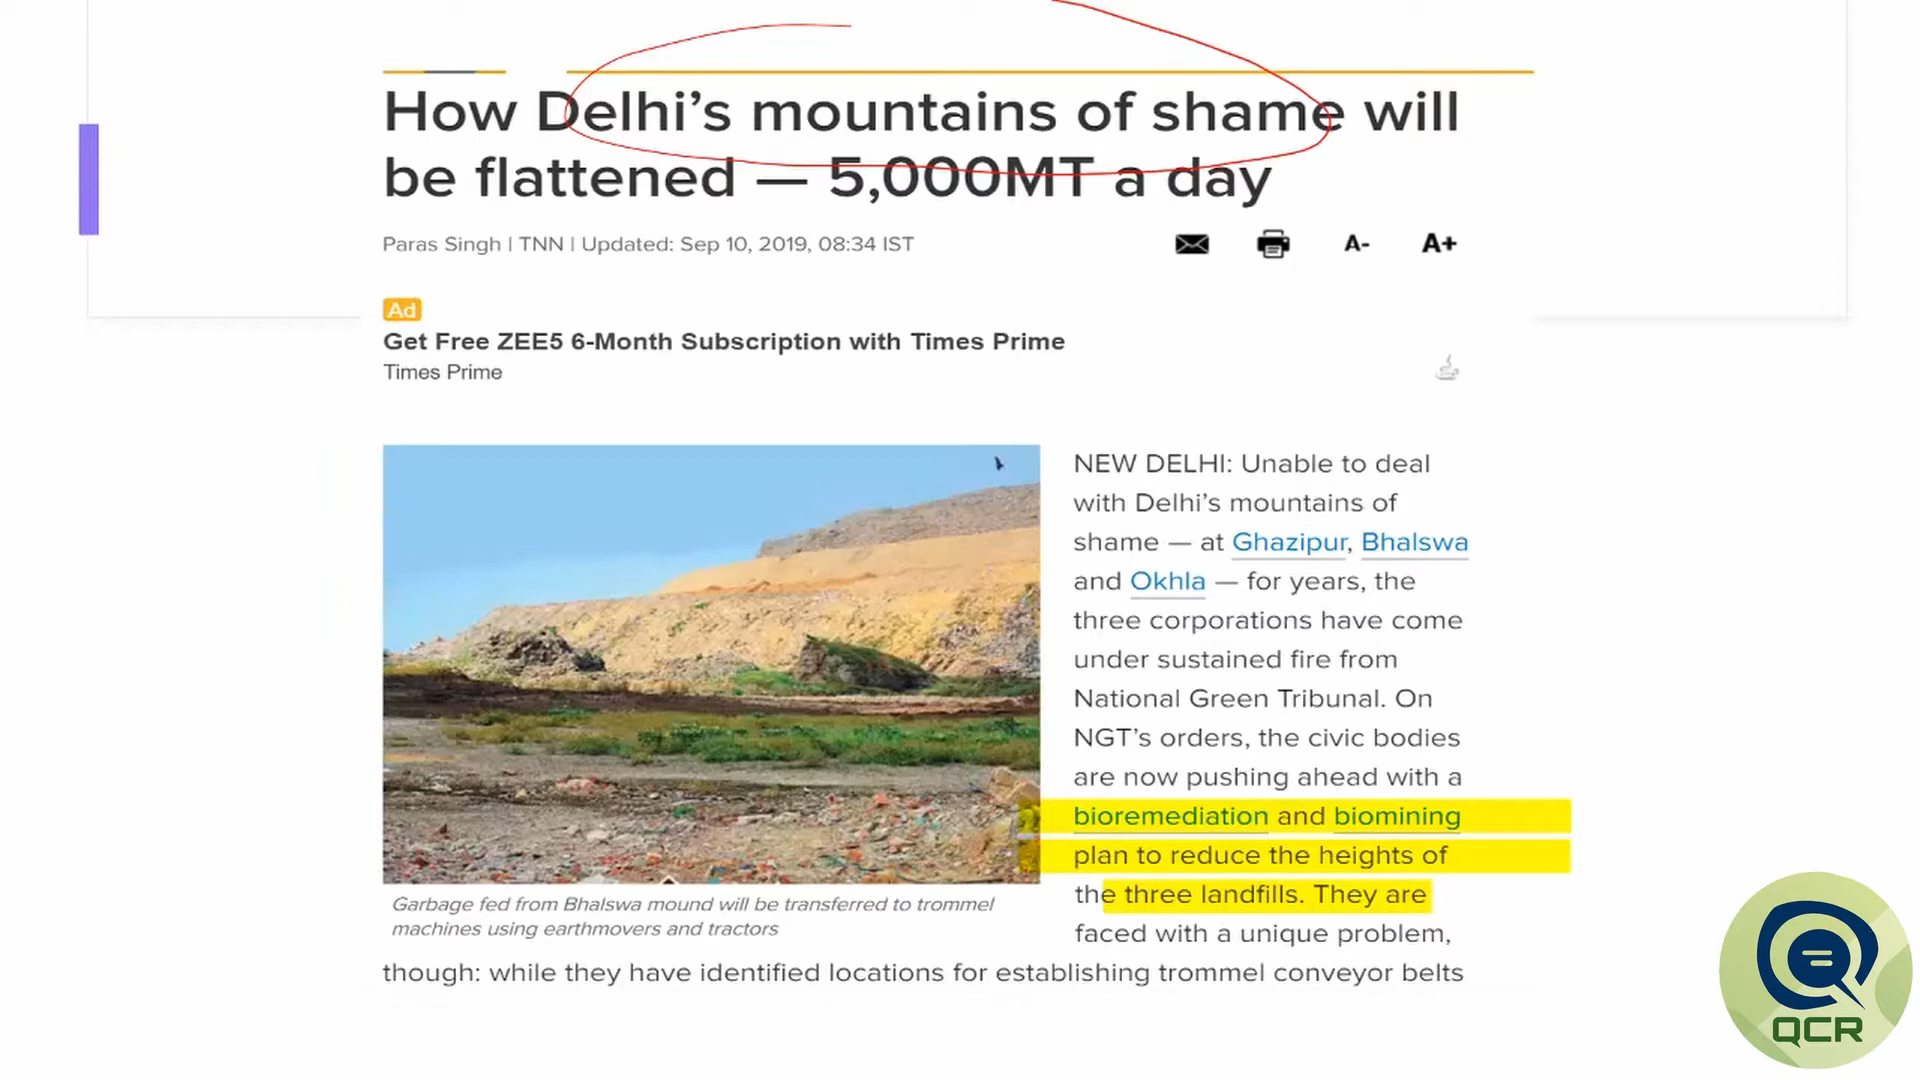 How Delhi’s mountains of shame will
be flattened — 5,000MT a day
Paras Singh | TNN | Updated: Sep 10, 2019, 08:34 IST
A-
A+
Ad
Get Free ZEE5 6-Month Subscription with Times Prime
Times Prime
NEW DELHI: Unable to deal
with Delhi’s mountains of
shame — at Ghazipur, Bhalswa
and Okhla — for years, the
three corporations have come
under sustained fire from
National Green Tribunal. On
NGT’s orders, the civic bodies
are now pushing ahead with a
bioremediation and biomining
plan to reduce the heights of
the three landfills. They are
faced with a unique problem,
though: while they have identified locations for establishing trommel conveyor belts
Garbage fed from Bhalswa mound will be transferred to trommel
machines using earthmovers and tractors
QCR